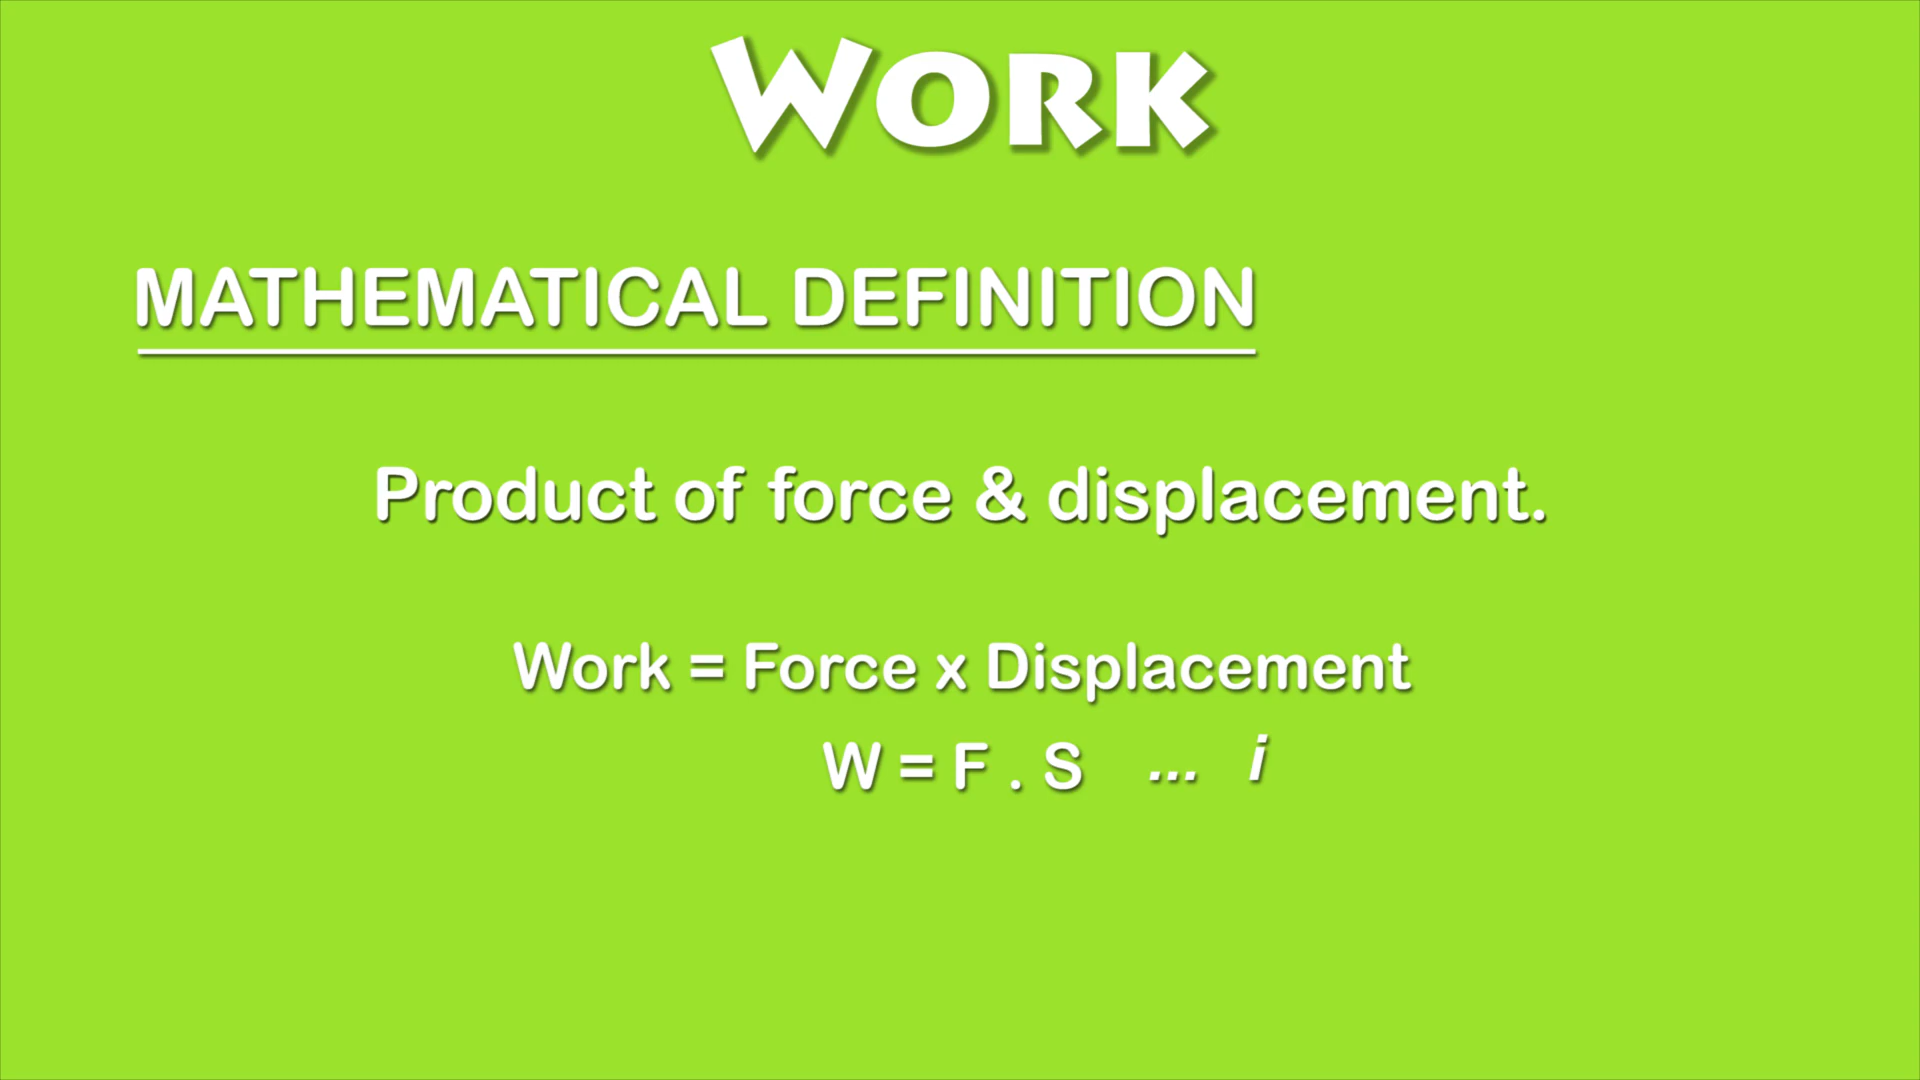 WORK
MATHEMATICAL DEFINITION
Product of force & displacement.
Work = Force x Displacement
W = F . S ... i